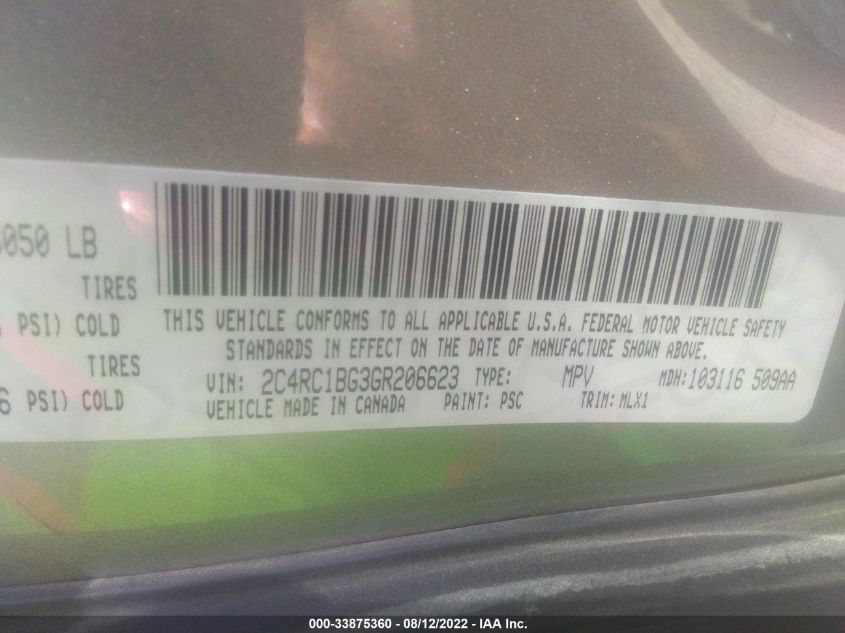 050 LB
TIRES
PSI) COLD
TIRES
6 PSI) COLD
THIS VEHICLE CONFORMS TO ALL APPLICABLE U.S.A. FEDERAL MOTOR VEHICLE SAFETY
STANDARDS IN EFFECT ON THE DATE OF MANUFACTURE SHOWN ABOVE.
VIN: 2C4RC1BG3GR206623 TYPE: MPV MDH: 103116 509AA
VEHICLE MADE IN CANADA PAINT: PSC TRIM: MLX1
000-33875360 - 08/12/2022 - IAA Inc.